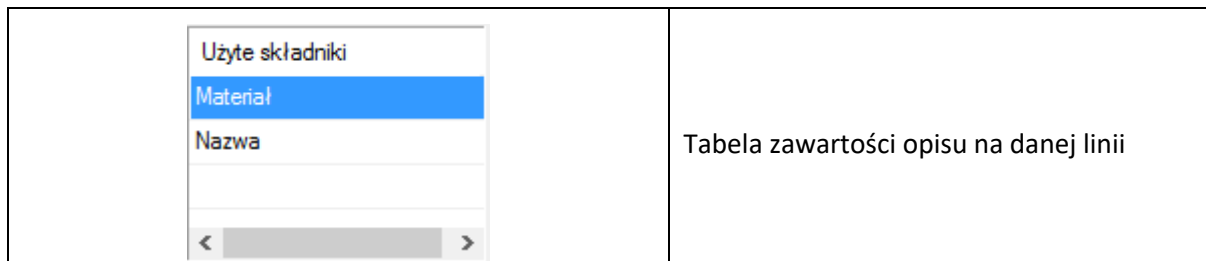 Użyte składniki
Materiał
Nazwa
Tabela zawartości opisu na danej linii